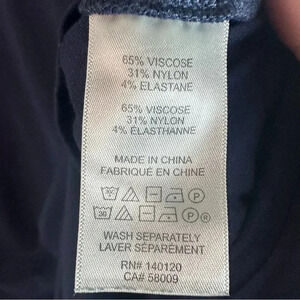 65% VISCOSE
31% NYLON
4% ELASTANE
65% VISCOSE
31% NYLON
4% ELASTHANNE
MADE IN CHINA
FABRIQUÉ EN CHINE
P
30 P R
WASH SEPARATELY
LAVER SÉPARÉMENT
RN# 140120
CA# 58009